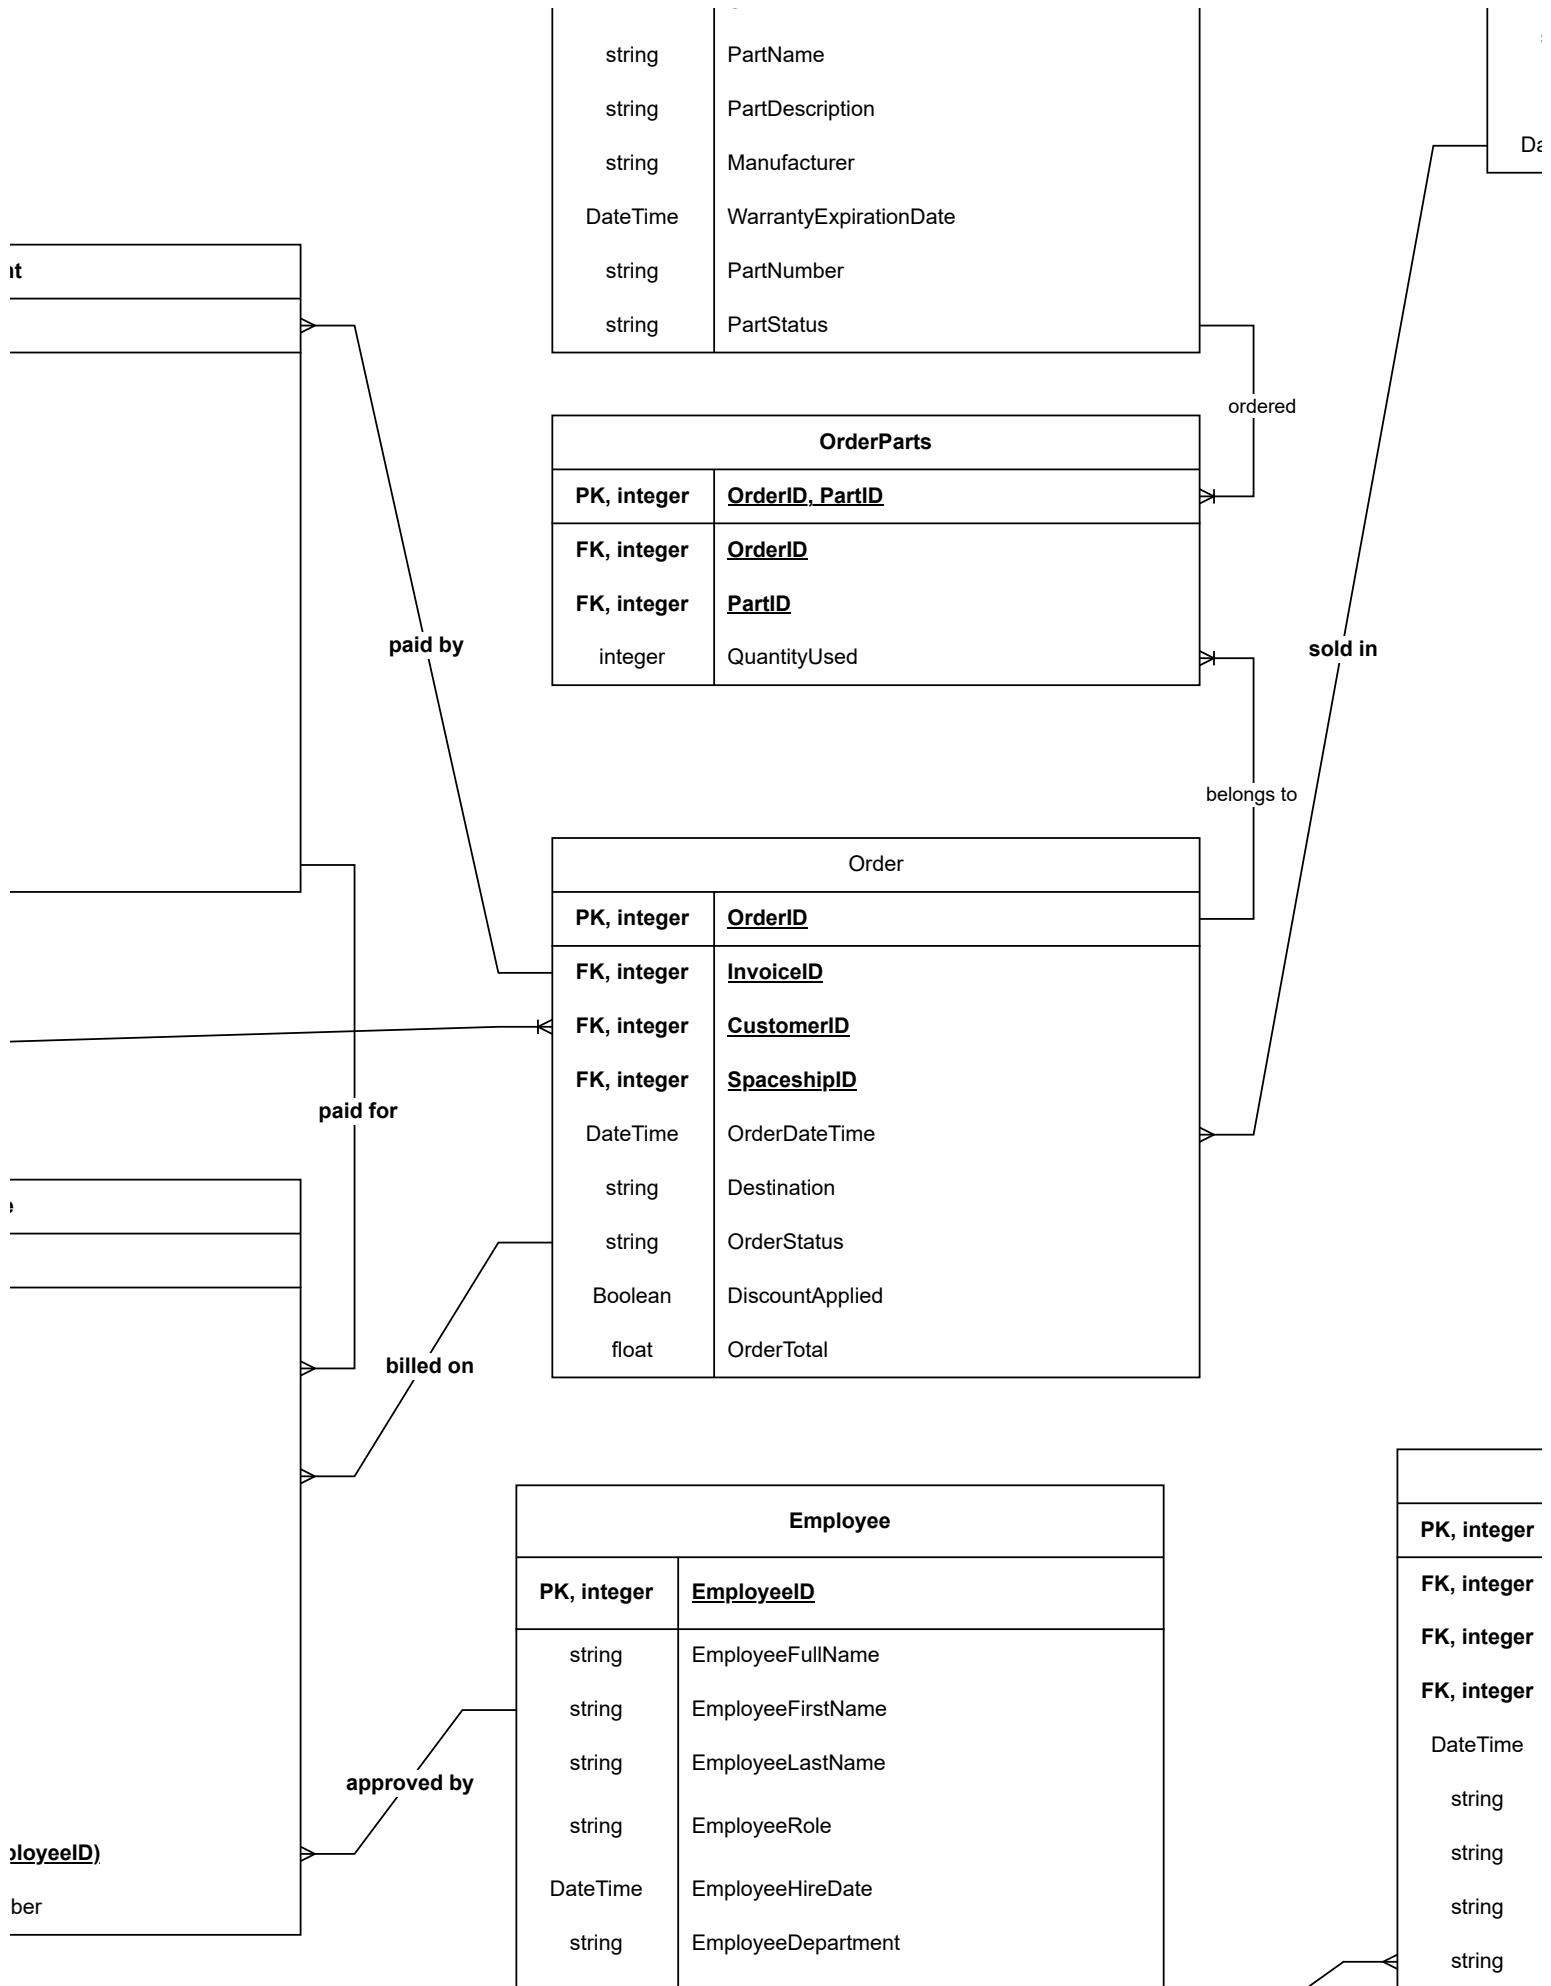 string PartName
string PartDescription
string Manufacturer
DateTime WarrantyExpirationDate
string PartNumber
string PartStatus
ordered
OrderParts
PK, integer OrderID, PartID
FK, integer OrderID
FK, integer PartID
integer QuantityUsed
paid by
sold in
belongs to
Order
PK, integer OrderID
FK, integer InvoiceID
FK, integer CustomerID
FK, integer SpaceshipID
DateTime OrderDateTime
string Destination
string OrderStatus
Boolean DiscountApplied
float OrderTotal
paid for
billed on
Employee
PK, integer EmployeeID
string EmployeeFullName
string EmployeeFirstName
string EmployeeLastName
string EmployeeRole
DateTime EmployeeHireDate
string EmployeeDepartment
approved by
loyeeID)
ber
PK, integer
FK, integer
FK, integer
FK, integer
DateTime
string
string
string
string